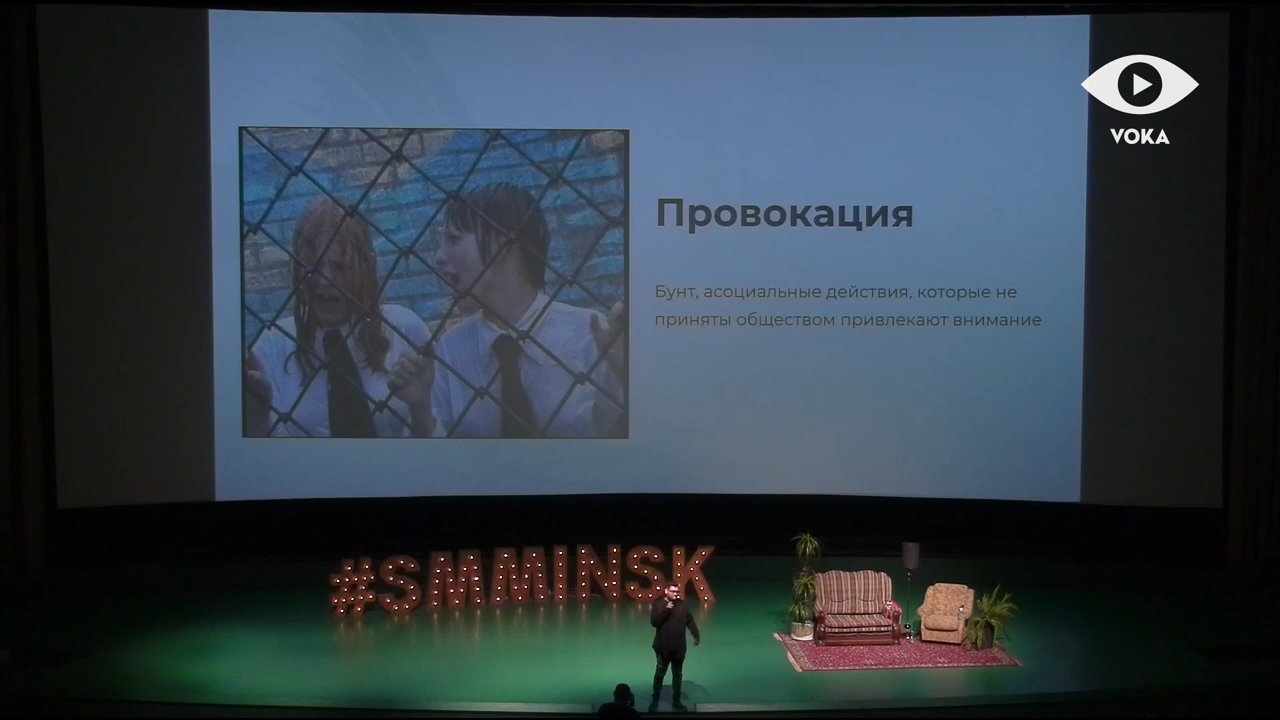 VOKA
Провокация
Бунт, асоциальные действия, которые не
приняты обществом привлекают внимание
#SMMINSK